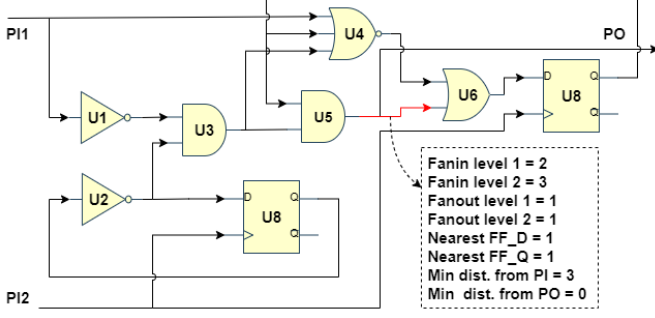 PI1
U4
PO
U6
D Q
U8
Q
U1
U3
U5
U2
D Q
U8
Q
PI2
Fanin level 1 = 2
Fanin level 2 = 3
Fanout level 1 = 1
Fanout level 2 = 1
Nearest FF_D = 1
Nearest FF_Q = 1
Min dist. from PI = 3
Min dist. from PO = 0